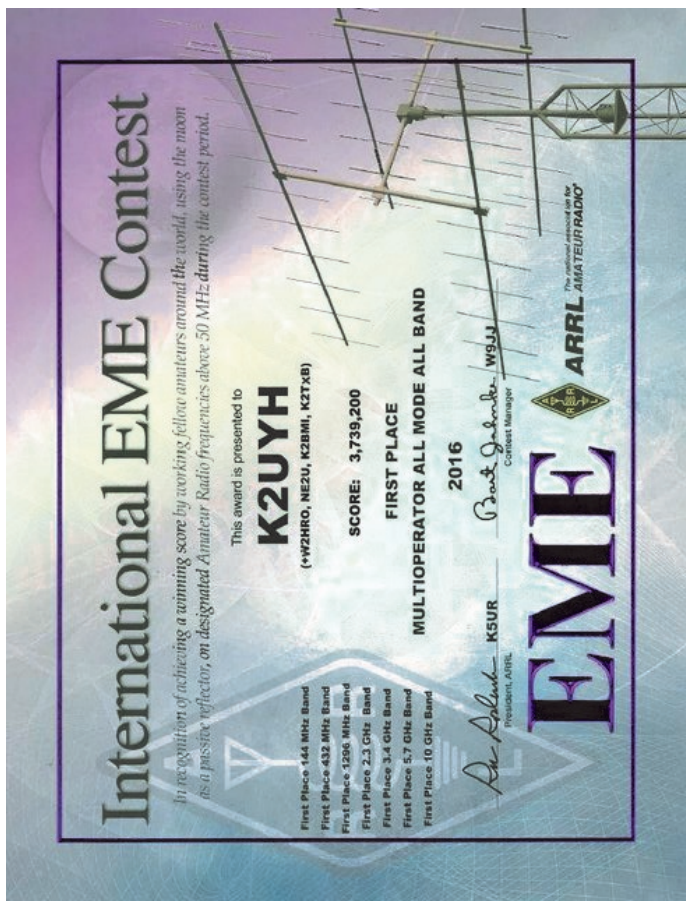 International EME Contest
In recognition of achieving a winning score by working fellow amateurs around the world, using the moon
as a passive reflector, on designated Amateur Radio frequencies above 50 MHz during the contest period.
This award is presented to
K2UYH
(+W2HRO, NE2U, K2BMI, K2TXB)
SCORE: 3,739,200
FIRST PLACE
MULTIOPERATOR ALL MODE ALL BAND
2016
First Place 144 MHz Band
First Place 432 MHz Band
First Place 1296 MHz Band
First Place 2.3 GHz Band
First Place 3.4 GHz Band
First Place 5.7 GHz Band
First Place 10 GHz Band
K5UR
President, ARRL
Bart Jahnke W9JJ
Contest Manager
EME
A R R L
ARRL The national association for
AMATEUR RADIO®